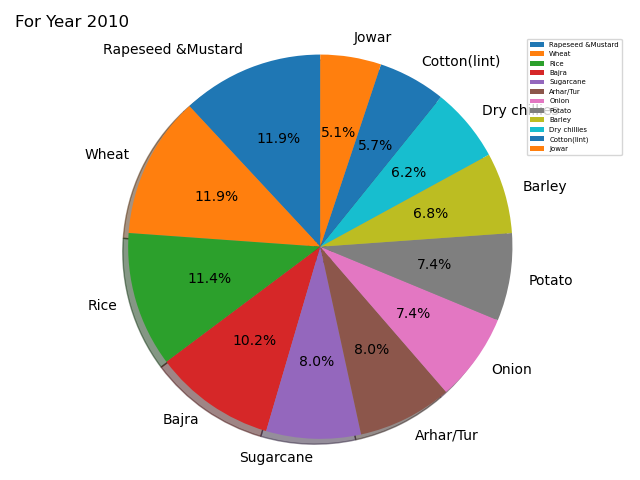 For Year 2010
Rapeseed &Mustard
Wheat
Rice
Bajra
Sugarcane
Arhar/Tur
Onion
Potato
Barley
Dry chillies
Cotton(lint)
Jowar
11.9%
11.9%
11.4%
10.2%
8.0%
8.0%
7.4%
7.4%
6.8%
6.2%
5.7%
5.1%
Rapeseed &Mustard
Wheat
Rice
Bajra
Sugarcane
Arhar/Tur
Onion
Potato
Barley
Dry chillies
Cotton(lint)
Jowar